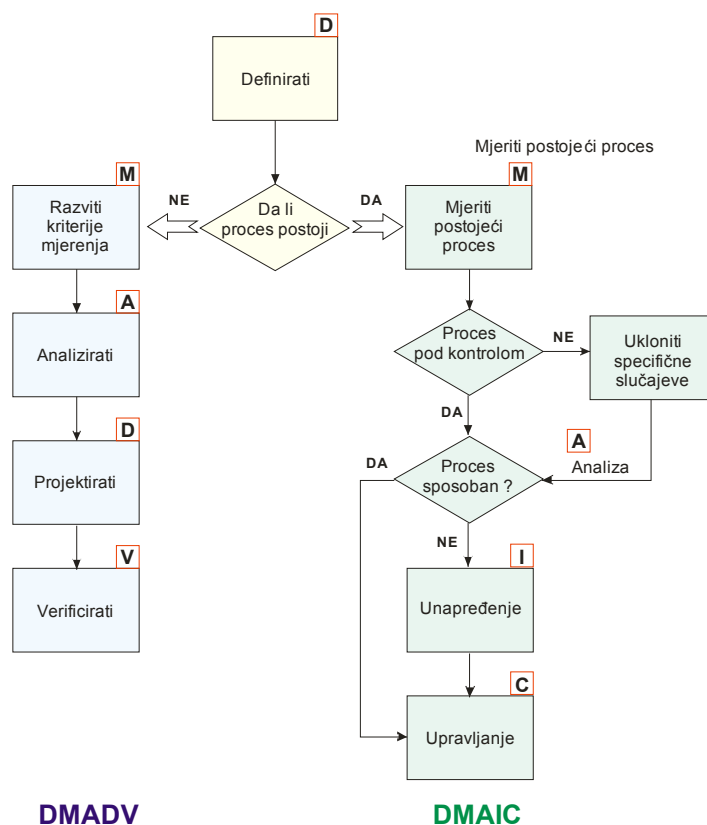 D
Definirati
Mjeriti postojeći proces
M
NE
Da li
proces postoji
DA
M
Razviti
kriterije
mjerenja
Mjeriti
postojeći
proces
A
Analizirati
Proces
pod kontrolom
NE
Ukloniti
specifične
slučajeve
DA
D
Projektirati
DA
Proces
sposoban ?
A
Analiza
NE
V
Verificirati
I
Unapređenje
C
Upravljanje
DMADV
DMAIC